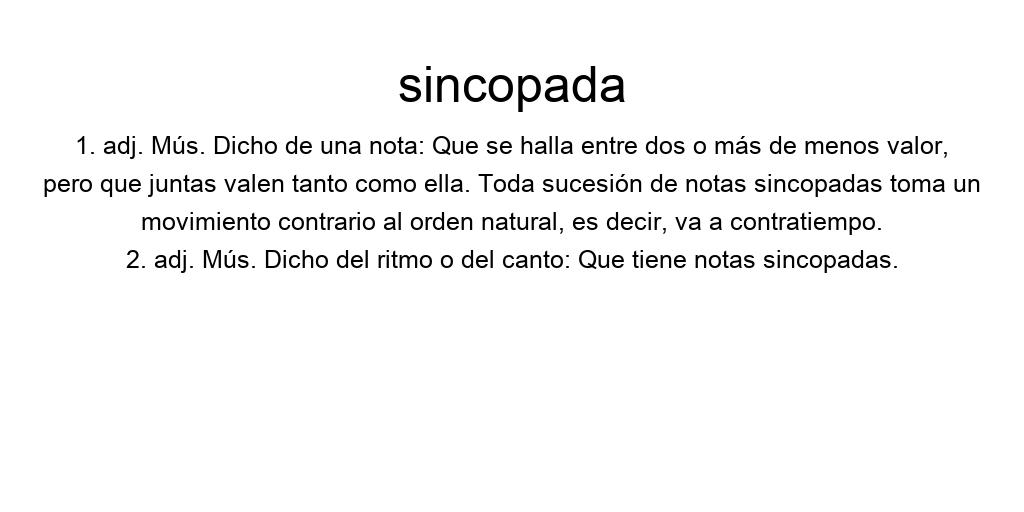 sincopada
1. adj. Mús. Dicho de una nota: Que se halla entre dos o más de menos valor,
pero que juntas valen tanto como ella. Toda sucesión de notas sincopadas toma un
movimiento contrario al orden natural, es decir, va a contratiempo.
2. adj. Mús. Dicho del ritmo o del canto: Que tiene notas sincopadas.